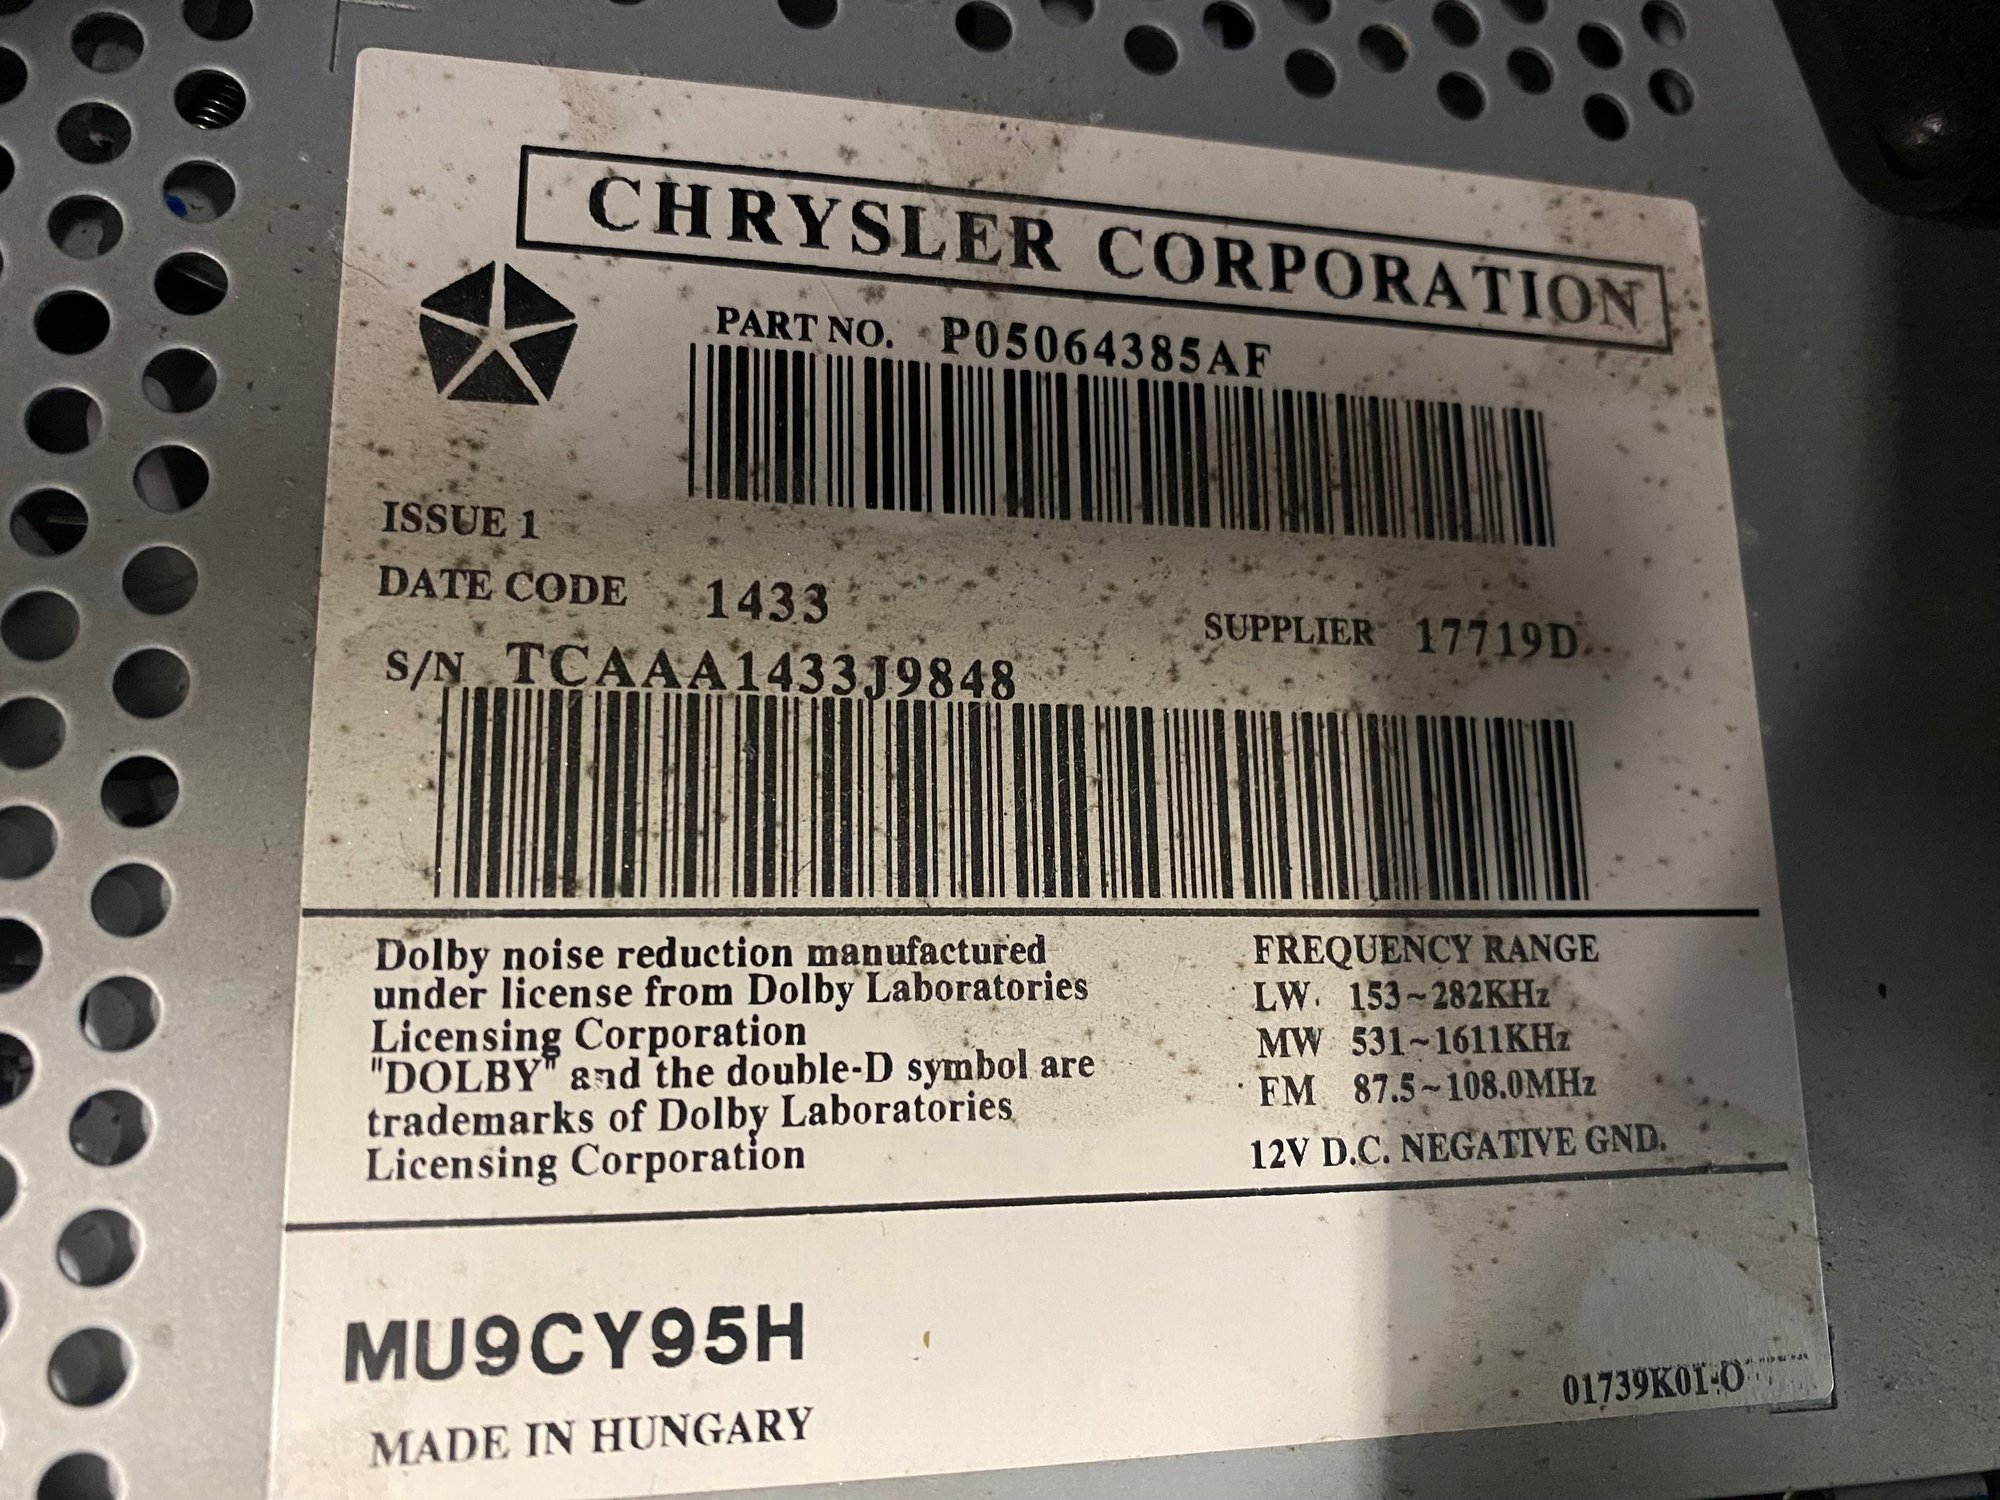 CHRYSLER CORPORATION
PART NO. P05064385AF
ISSUE 1
DATE CODE 1433
SUPPLIER 17719D
S/N TCAAA1433J9848
Dolby noise reduction manufactured
under license from Dolby Laboratories
Licensing Corporation
"DOLBY" and the double-D symbol are
trademarks of Dolby Laboratories
Licensing Corporation
FREQUENCY RANGE
LW 153~282KHz
MW 531~1611KHz
FM 87.5~108.0MHz
12V D.C. NEGATIVE GND.
MU9CY95H
MADE IN HUNGARY
01739K01-O